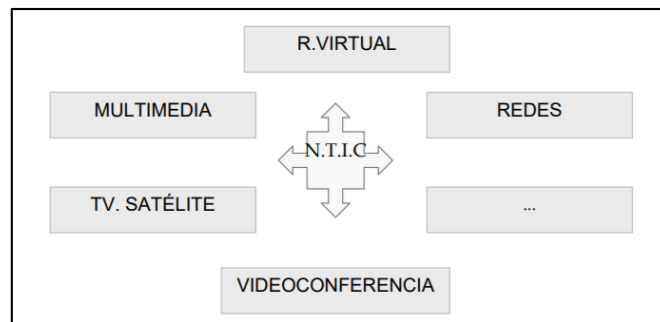 R.VIRTUAL
MULTIMEDIA
REDES
N.T.I.C
TV. SATÉLITE
...
VIDEOCONFERENCIA